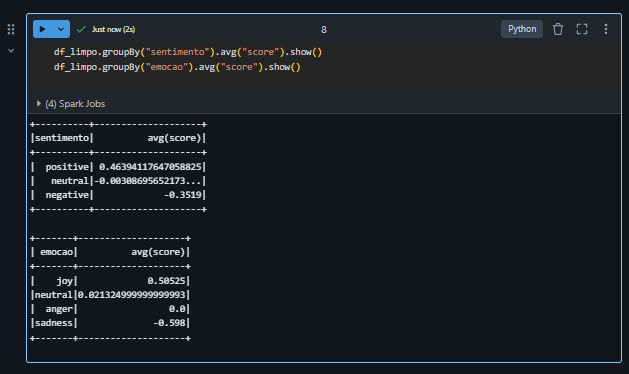 Just now (2s)
8
Python
df_limpo.groupBy("sentimento").avg("score").show()
df_limpo.groupBy("emocao").avg("score").show()
(4) Spark Jobs
+----------+--------------------+
|sentimento|          avg(score)|
+----------+--------------------+
|  positive| 0.46394117647058825|
|   neutral|-0.00308695652173...|
|  negative|             -0.3519|
+----------+--------------------+
+-------+--------------------+
| emocao|          avg(score)|
+-------+--------------------+
|    joy|             0.50525|
|neutral|0.021324999999999993|
|  anger|                 0.0|
|sadness|              -0.598|
+-------+--------------------+